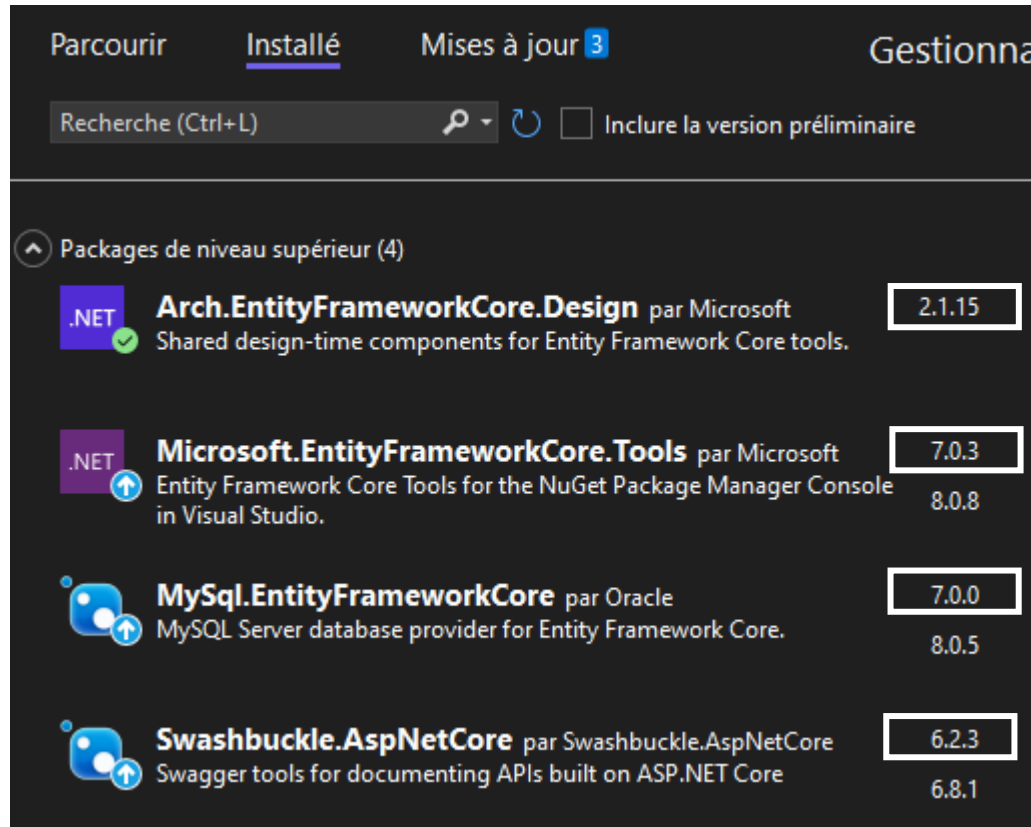 Parcourir Installé Mises à jour 3 Gestionna
Recherche (Ctrl+L) Inclure la version préliminaire
Packages de niveau supérieur (4)
.NET Arch.EntityFrameworkCore.Design par Microsoft 2.1.15
Shared design-time components for Entity Framework Core tools.
.NET Microsoft.EntityFrameworkCore.Tools par Microsoft 7.0.3
Entity Framework Core Tools for the NuGet Package Manager Console 8.0.8
in Visual Studio.
MySql.EntityFrameworkCore par Oracle 7.0.0
MySQL Server database provider for Entity Framework Core.
8.0.5
Swashbuckle.AspNetCore par Swashbuckle.AspNetCore 6.2.3
Swagger tools for documenting APIs built on ASP.NET Core
6.8.1